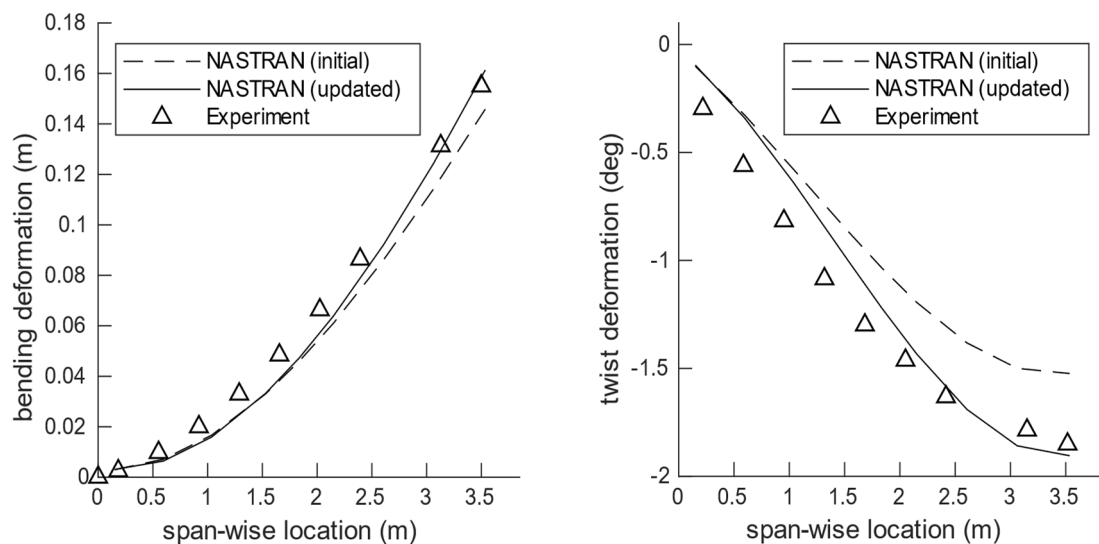 0.18
0.16
0.14
0.12
0.1
0.08
0.06
0.04
0.02
0
bending deformation (m)
NASTRAN (initial)
NASTRAN (updated)
Experiment
0 0.5 1 1.5 2 2.5 3 3.5
span-wise location (m)
0
-0.5
-1
-1.5
-2
twist deformation (deg)
NASTRAN (initial)
NASTRAN (updated)
Experiment
0 0.5 1 1.5 2 2.5 3 3.5
span-wise location (m)